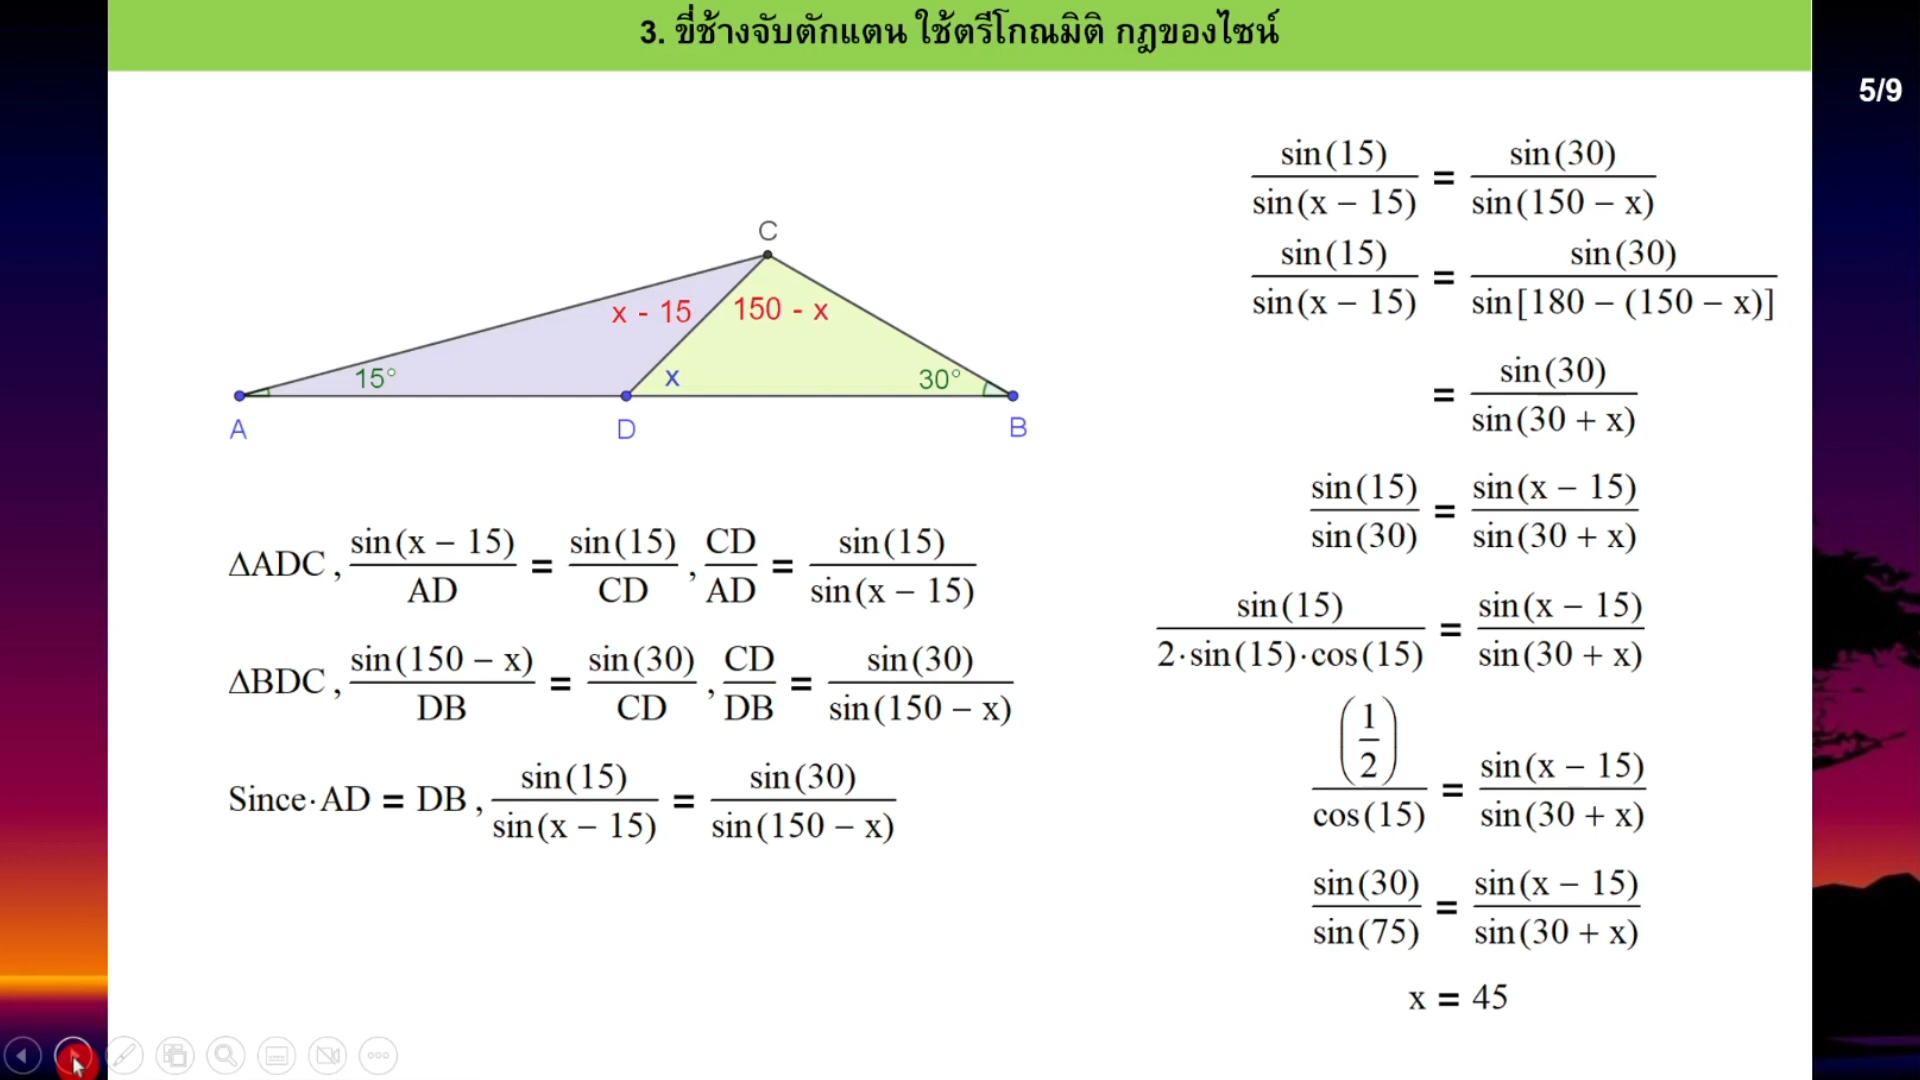 3. ขี่ช้างจับตักแตน ใช้ตรีโกณมิติ กฎของไซน์
5/9
C
x - 15
150 - x
15°
x
30°
A
D
B
ΔADC , sin(x − 15)/AD = sin(15)/CD , CD/AD = sin(15)/sin(x − 15)
ΔBDC , sin(150 − x)/DB = sin(30)/CD , CD/DB = sin(30)/sin(150 − x)
Since·AD = DB , sin(15)/sin(x − 15) = sin(30)/sin(150 − x)
sin(15)/sin(x − 15) = sin(30)/sin(150 − x)
sin(15)/sin(x − 15) = sin(30)/sin[180 − (150 − x)]
= sin(30)/sin(30 + x)
sin(15)/sin(30) = sin(x − 15)/sin(30 + x)
sin(15)/2·sin(15)·cos(15) = sin(x − 15)/sin(30 + x)
(1/2)/cos(15) = sin(x − 15)/sin(30 + x)
sin(30)/sin(75) = sin(x − 15)/sin(30 + x)
x = 45